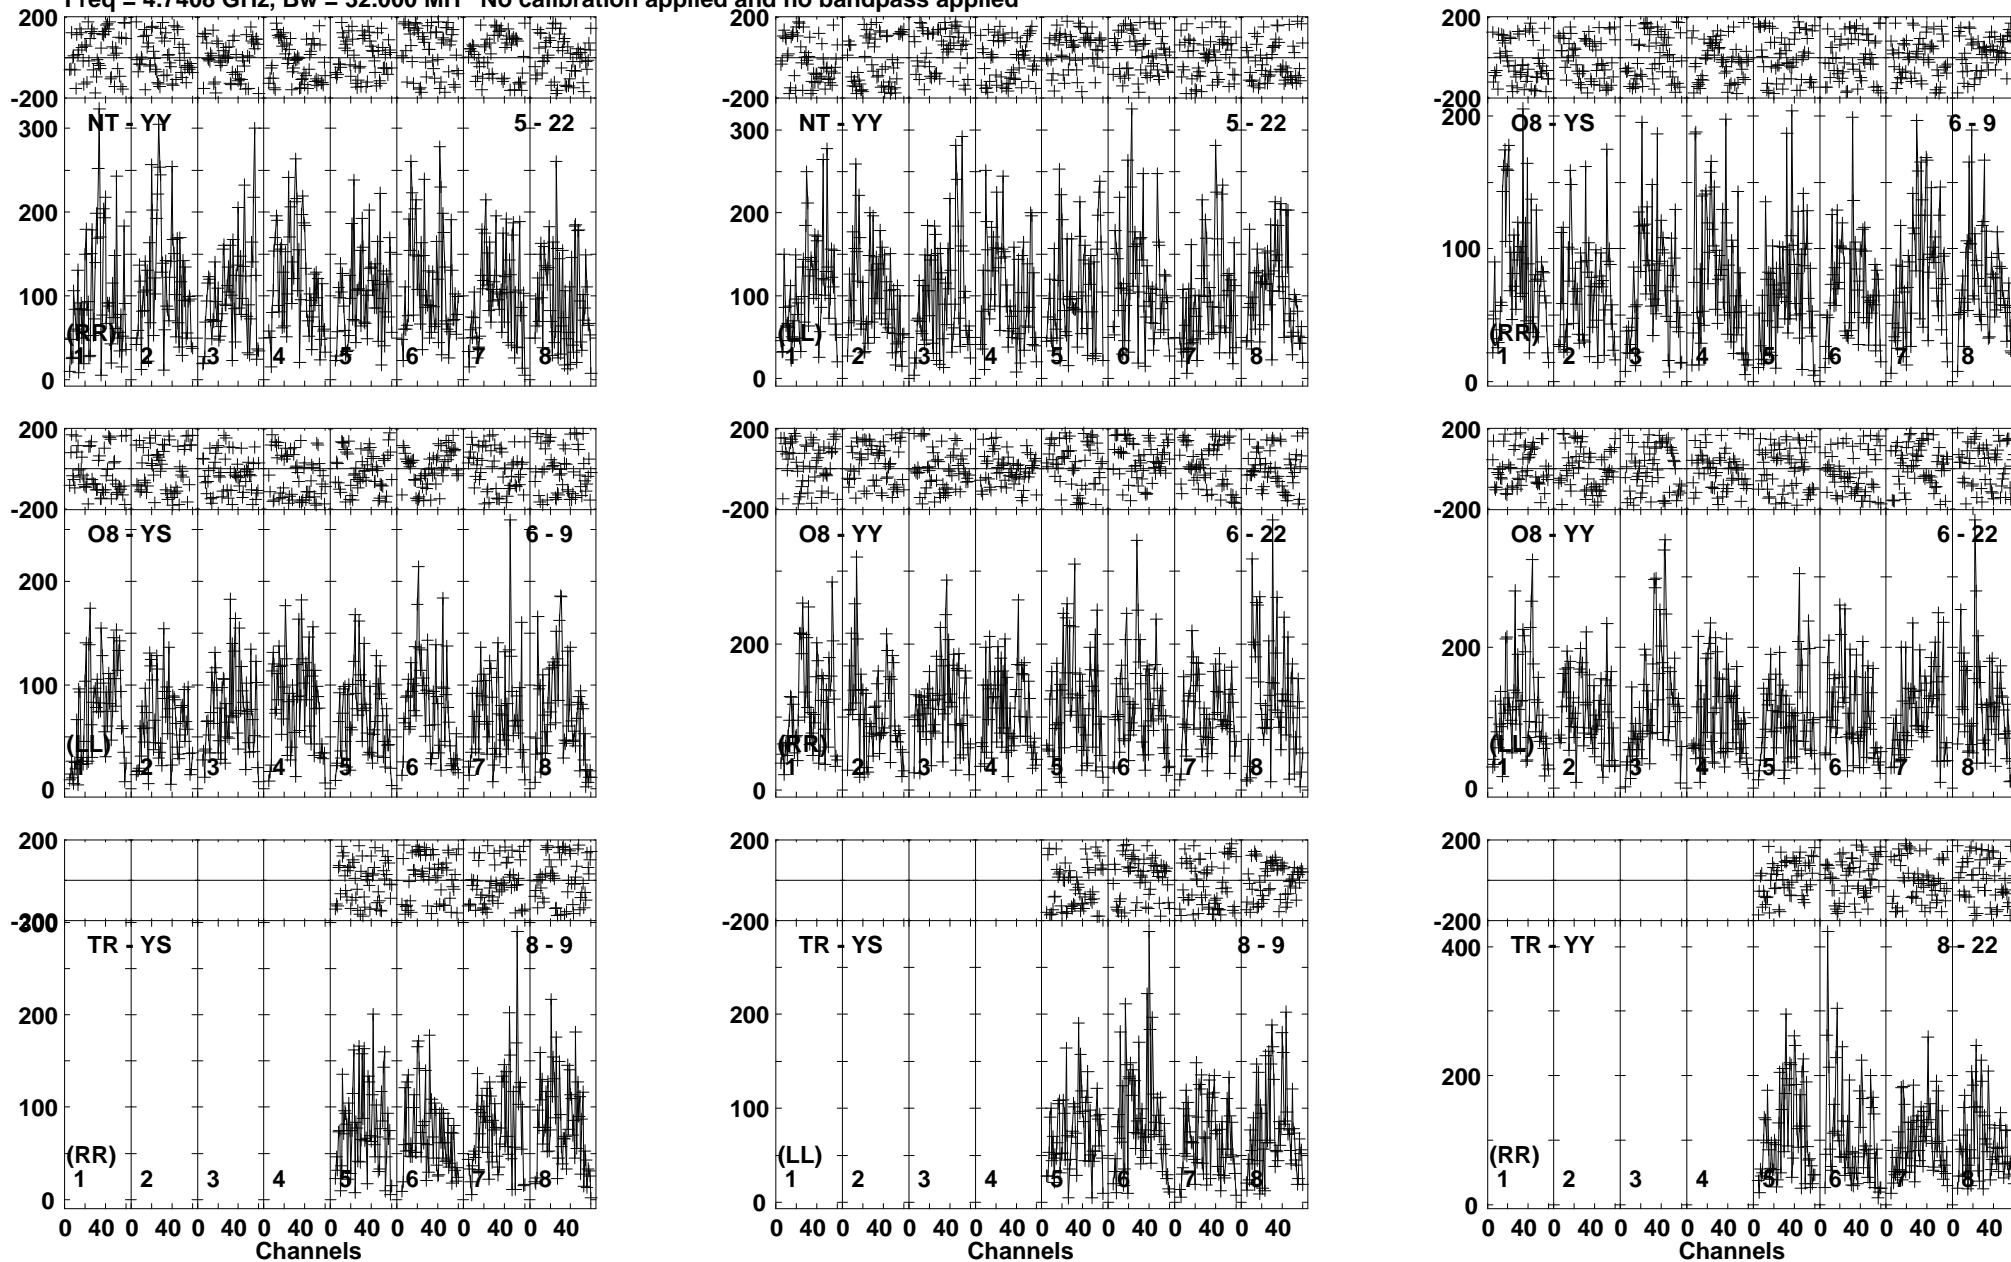 Freq = 4.7408 GHz, Bw = 32.000 MH No calibration applied and no bandpass applied
200 200 200
-200 -200 -200
NT - YY 5 - 22 NT - YY 5 - 22 O8 - YS 6 - 9
300 300 200
200 200 100
100 100
(RR) (LL) (RR)
1 2 3 4 5 6 7 8 1 2 3 4 5 6 7 8 1 2 3 4 5 6 7 8
0 0 0
200 200 200
-200 -200 -200
O8 - YS 6 - 9 O8 - YY 6 - 22 O8 - YY 6 - 22
200 200 200
100
(LL) (RR) (LL)
1 2 3 4 5 6 7 8 1 2 3 4 5 6 7 8 1 2 3 4 5 6 7 8
0 0 0
200 200 200
-200 -200 -200
300
TR - YS 8 - 9 TR - YS 8 - 9 TR - YY 8 - 22
200 200 400
100 100 200
(RR) (LL) (RR)
1 2 3 4 5 6 7 8 1 2 3 4 5 6 7 8 1 2 3 4 5 6 7 8
0 0 0
0 40 0 40 0 40 0 40 0 40 0 40 0 40 0 40 0 40 0 40 0 40 0 40 0 40 0 40 0 40 0 40 0 40 0 40 0 40 0 40 0 40 0 40 0 40 0 40
Channels Channels Channels